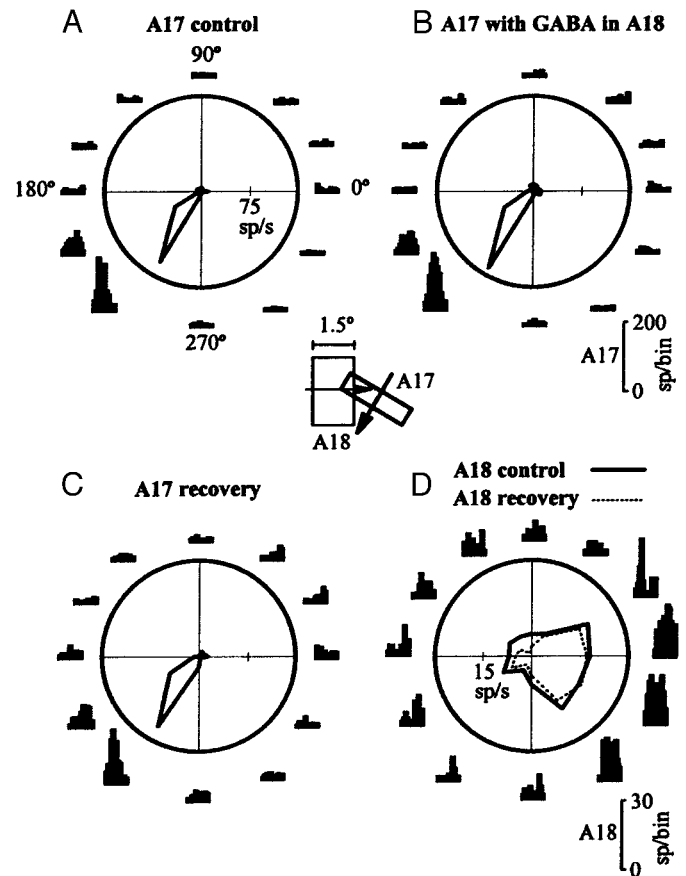 A
A17 control
90°
180°
75
sp/s
0°
270°
B
A17 with GABA in A18
200
A17
sp/bin
0
1.5°
A17
A18
C
A17 recovery
D
A18 control
A18 recovery
15
sp/s
30
A18
sp/bin
0